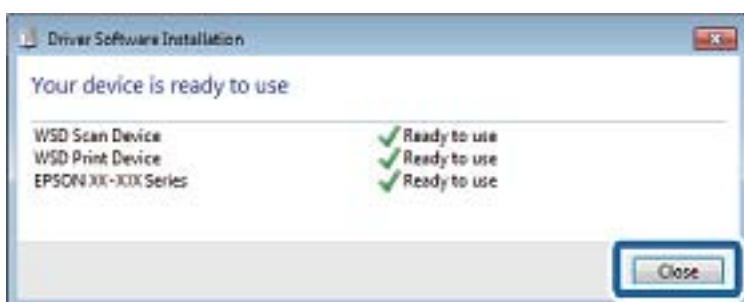 Driver Software Installation
Your device is ready to use
WSD Scan Device Ready to use
WSD Print Device Ready to use
EPSON XX-XXX Series Ready to use
Close